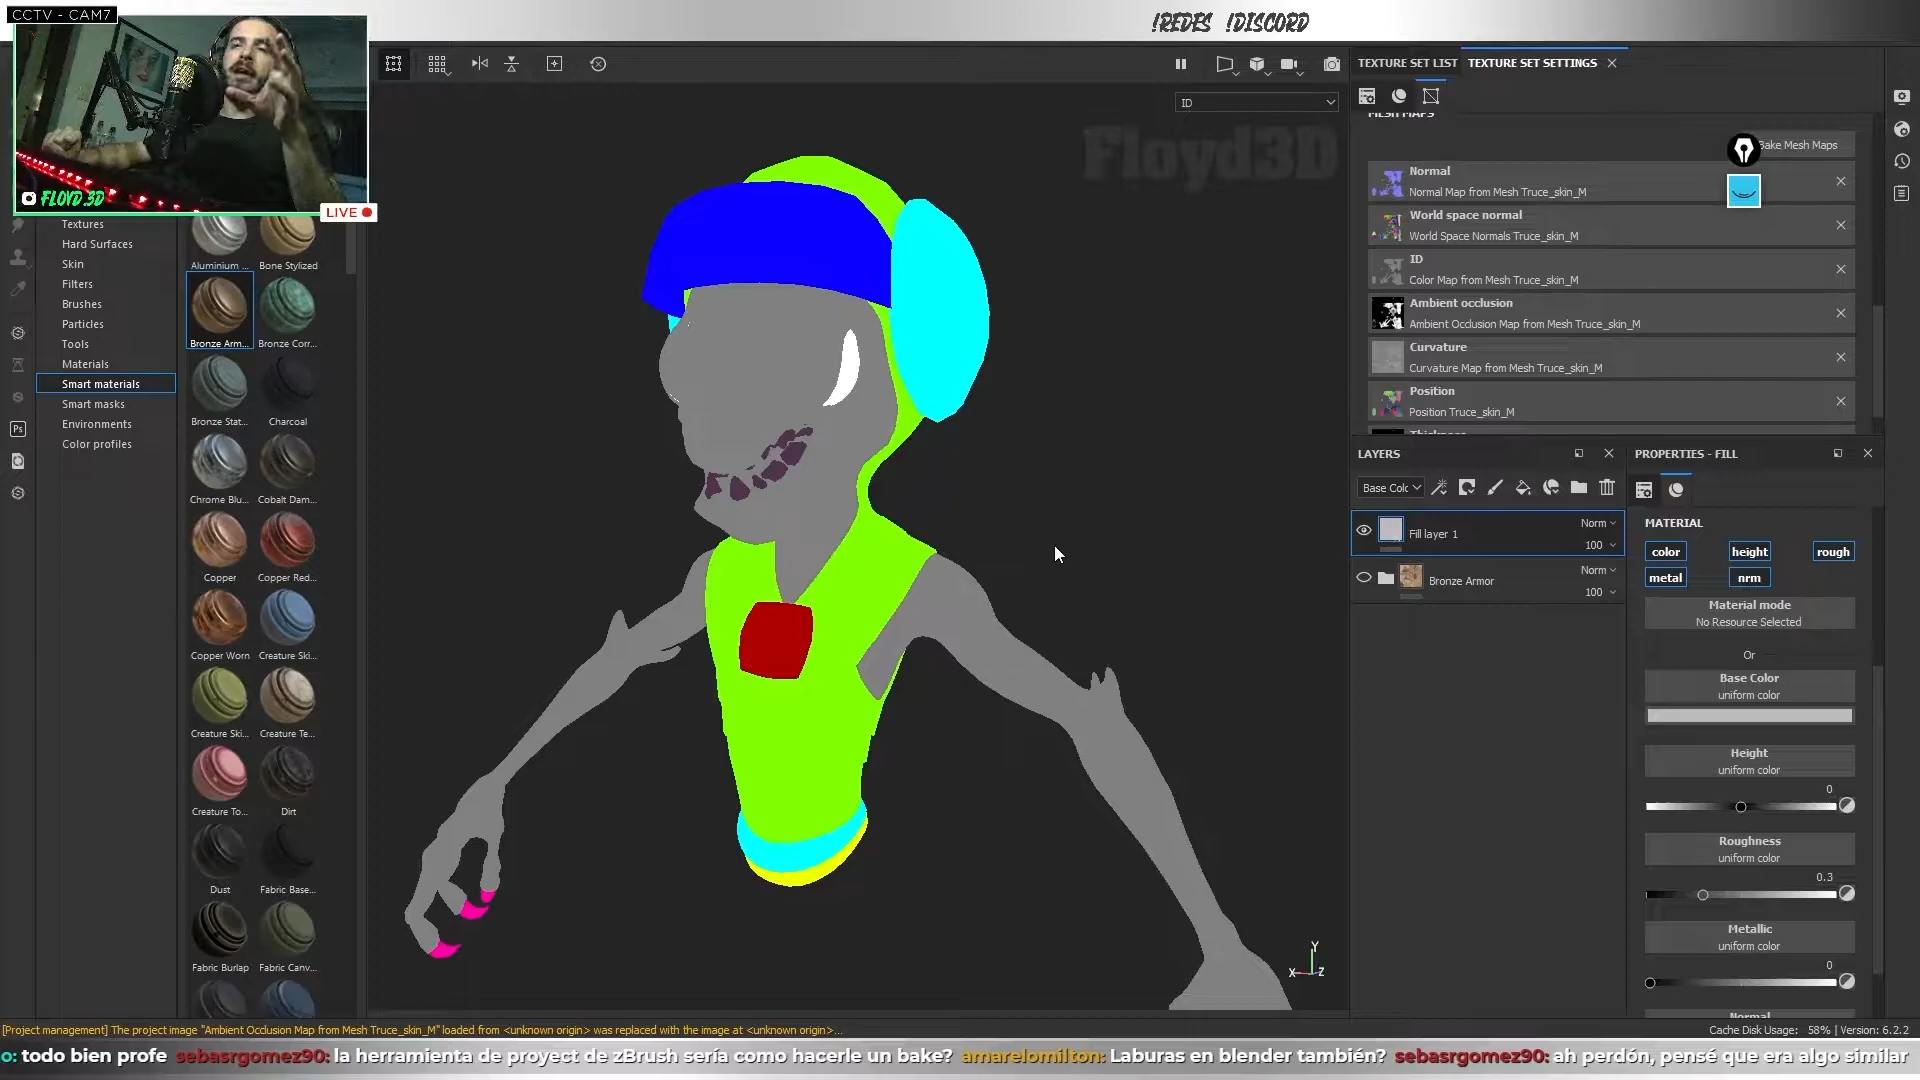 CCTV - CAM7
!REDES !DISCORD
FLOYD 3D
LIVE
ID
Floyd3D
Textures
Hard Surfaces
Skin
Filters
Brushes
Particles
Tools
Materials
Smart materials
Smart masks
Environments
Color profiles
Ps
Aluminium ...
Bone Stylized
Bronze Arm...
Bronze Corr...
Bronze Stat...
Charcoal
Chrome Blu...
Cobalt Dam...
Copper
Copper Red...
Copper Worn
Creature Ski...
Creature Ski...
Creature Te...
Creature To...
Dirt
Dust
Fabric Base...
Fabric Burlap
Fabric Canv...
Y
X
Z
TEXTURE SET LIST
TEXTURE SET SETTINGS
MESH MAPS
Bake Mesh Maps
Normal
Normal Map from Mesh Truce_skin_M
World space normal
World Space Normals Truce_skin_M
ID
Color Map from Mesh Truce_skin_M
Ambient occlusion
Ambient Occlusion Map from Mesh Truce_skin_M
Curvature
Curvature Map from Mesh Truce_skin_M
Position
Position Truce_skin_M
Thickness
LAYERS
Base Colc
Fill layer 1
Norm
100
Bronze Armor
Norm
100
PROPERTIES - FILL
MATERIAL
color
height
rough
metal
nrm
Material mode
No Resource Selected
Or
Base Color
uniform color
Height
uniform color
0
Roughness
uniform color
0.3
Metallic
uniform color
0
Normal
[Project management] The project image "Ambient Occlusion Map from Mesh Truce_skin_M" loaded from <unknown origin> was replaced with the image at <unknown origin>...
Cache Disk Usage: 58% | Version: 6.2.2
o: todo bien profe sebasrgomez90: la herramienta de proyect de zBrush sería como hacerle un bake? amarelomilton: Laburas en blender también? sebasrgomez90: ah perdón, pensé que era algo similar